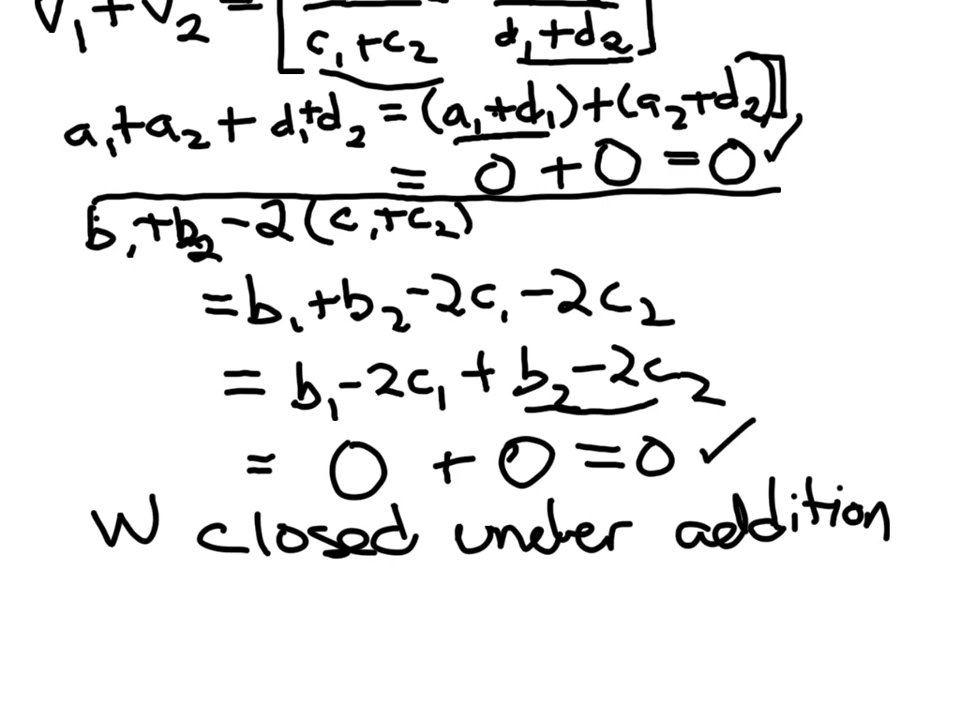 V₁+V₂ = [
c₁+c₂ d₁+d₂ ]
a₁+a₂ + d₁+d₂ = (a₁+d₁)+(a₂+d₂)]
= 0 + 0 = 0 ✓
b₁+b₂-2(c₁+c₂)
=b₁+b₂-2c₁-2c₂
= b₁-2c₁+b₂-2c₂
= 0 + 0 = 0 ✓
W closed under addition